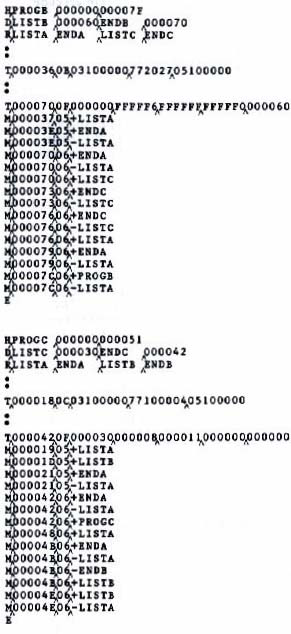 HPROGB 00000000007F
DLISTB 000060ENDB  000070
RLISTA ENDA  LISTC ENDC
T0000360B0310000077202705100000
T0000700F000000FFFFF6FFFFFFFFFFF0000060
M00003705+LISTA
M00003E05+ENDA
M00003E05-LISTA
M00007006+ENDA
M00007006-LISTA
M00007006+LISTC
M00007306+ENDC
M00007306-LISTC
M00007606+ENDC
M00007606-LISTC
M00007606+LISTA
M00007906+ENDA
M00007906-LISTA
M00007C06+PROGB
M00007C06-LISTA
E
HPROGC 000000000051
DLISTC 000030ENDC  000042
RLISTA ENDA  LISTB ENDB
T0000180C031000007710000405100000
T0000420F000030000008000011000000000000
M00001905+LISTA
M00001D05+LISTB
M00002105+ENDA
M00002105-LISTA
M00004206+ENDA
M00004206-LISTA
M00004206+PROGC
M00004806+LISTA
M00004B06+ENDA
M00004B06-LISTA
M00004B06-ENDB
M00004B06+LISTB
M00004E06+LISTB
M00004E06-LISTA
E